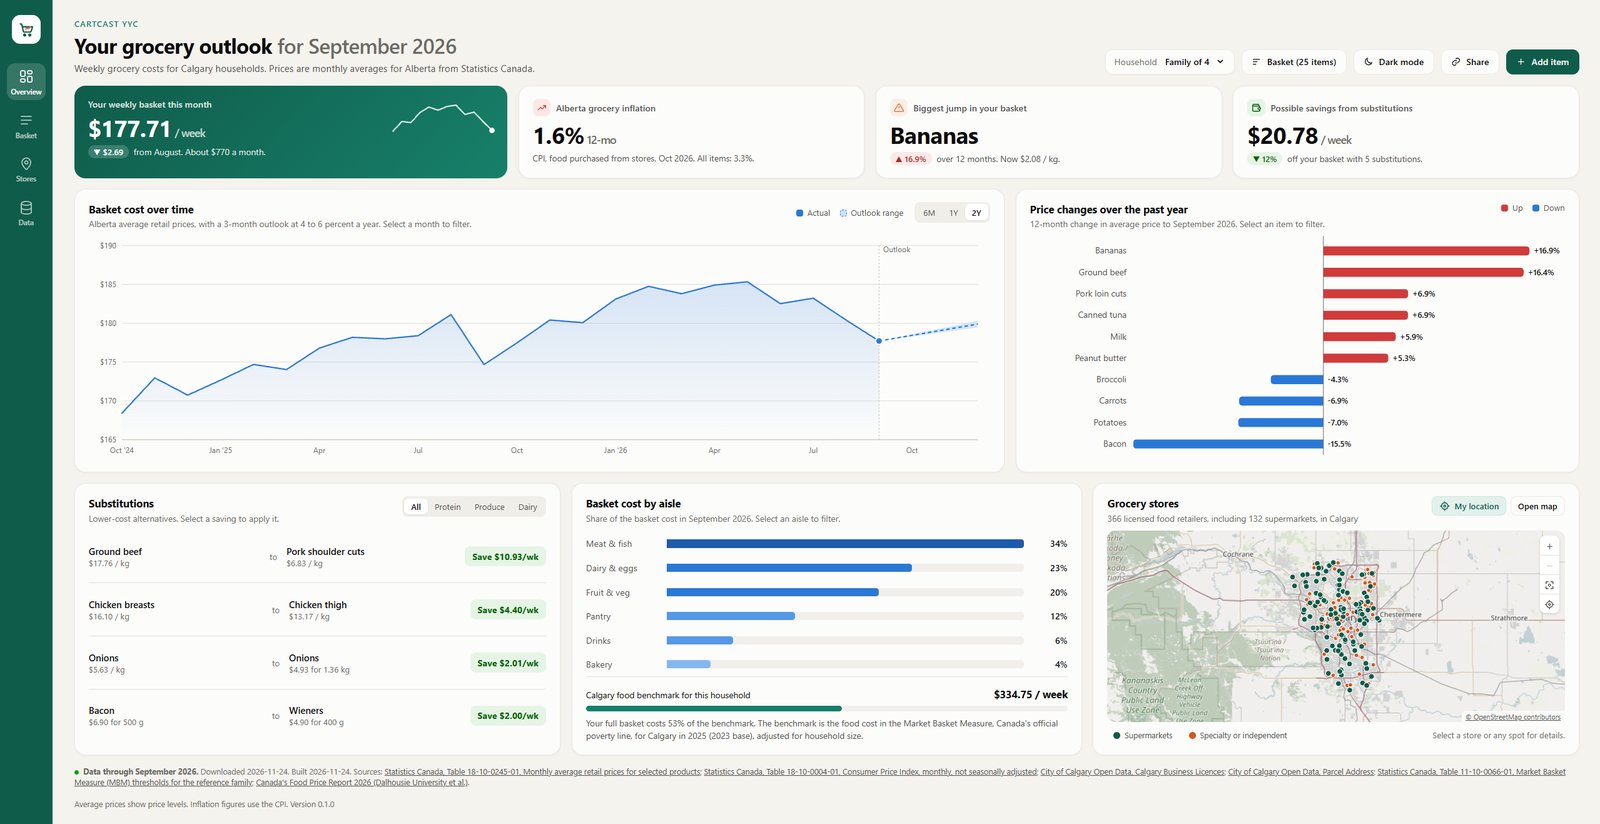 CARTCAST YYC
Your grocery outlook for September 2026
Weekly grocery costs for Calgary households. Prices are monthly averages for Alberta from Statistics Canada.
Household Family of 4
Basket (25 items)
Dark mode
Share
+ Add item
Overview
Basket
Stores
Data
Your weekly basket this month
$177.71 / week
▼ $2.69 from August. About $770 a month.
Alberta grocery inflation
1.6% 12-mo
CPI, food purchased from stores, Oct 2026. All items: 3.3%.
Biggest jump in your basket
Bananas
▲ 16.9% over 12 months. Now $2.08 / kg.
Possible savings from substitutions
$20.78 / week
▼ 12% off your basket with 5 substitutions.
Basket cost over time
Alberta average retail prices, with a 3-month outlook at 4 to 6 percent a year. Select a month to filter.
Actual
Outlook range
6M 1Y 2Y
$190
$185
$180
$175
$170
$165
Outlook
Oct '24 Jan '25 Apr Jul Oct Jan '26 Apr Jul Oct
Price changes over the past year
12-month change in average price to September 2026. Select an item to filter.
Up Down
Bananas +16.9%
Ground beef +16.4%
Pork loin cuts +6.9%
Canned tuna +6.9%
Milk +5.9%
Peanut butter +5.3%
Broccoli -4.3%
Carrots -6.9%
Potatoes -7.0%
Bacon -15.5%
Substitutions
Lower-cost alternatives. Select a saving to apply it.
All Protein Produce Dairy
Ground beef to Pork shoulder cuts Save $10.93/wk
$17.76 / kg $6.83 / kg
Chicken breasts to Chicken thigh Save $4.40/wk
$16.10 / kg $13.17 / kg
Onions to Onions Save $2.01/wk
$5.63 / kg $4.93 for 1.36 kg
Bacon to Wieners Save $2.00/wk
$6.90 for 500 g $4.90 for 400 g
Basket cost by aisle
Share of the basket cost in September 2026. Select an aisle to filter.
Meat & fish 34%
Dairy & eggs 23%
Fruit & veg 20%
Pantry 12%
Drinks 6%
Bakery 4%
Calgary food benchmark for this household $334.75 / week
Your full basket costs 53% of the benchmark. The benchmark is the food cost in the Market Basket Measure, Canada's official
poverty line, for Calgary in 2025 (2023 base), adjusted for household size.
Grocery stores
366 licensed food retailers, including 132 supermarkets, in Calgary
My location
Open map
Cochrane
Chestermere
Strathmore
Tsuut'ina
Nation
Kananaskis
Country
Public Land
Use Zone
McLean
Creek Off
Highway
Vehicle
Public Land
Use Zone
+
−
© OpenStreetMap contributors
Supermarkets
Specialty or independent
Select a store or any spot for details.
Data through September 2026. Downloaded 2026-11-24. Built 2026-11-24. Sources: Statistics Canada, Table 18-10-0245-01, Monthly average retail prices for selected products; Statistics Canada, Table 18-10-0004-01, Consumer Price Index, monthly, not seasonally adjusted; City of Calgary Open Data, Calgary Business Licences; City of Calgary Open Data, Parcel Address; Statistics Canada, Table 11-10-0066-01, Market Basket
Measure (MBM) thresholds for the reference family; Canada's Food Price Report 2026 (Dalhousie University et al.).
Average prices show price levels. Inflation figures use the CPI. Version 0.1.0